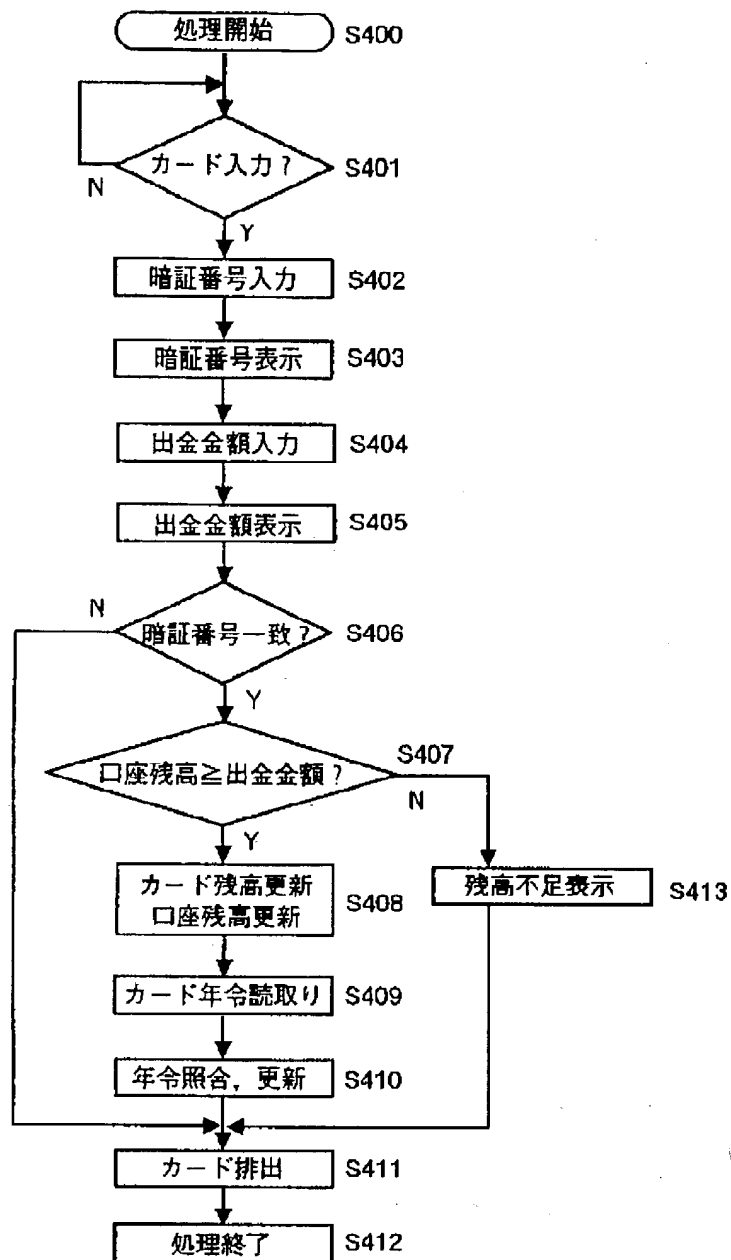 処理開始 S400
カード入力? S401
N
Y
暗証番号入力 S402
暗証番号表示 S403
出金金額入力 S404
出金金額表示 S405
N
暗証番号一致? S406
Y
S407
口座残高≧出金金額?
N
Y
カード残高更新
口座残高更新 S408
残高不足表示 S413
カード年令読取り S409
年令照合,更新 S410
カード排出 S411
処理終了 S412